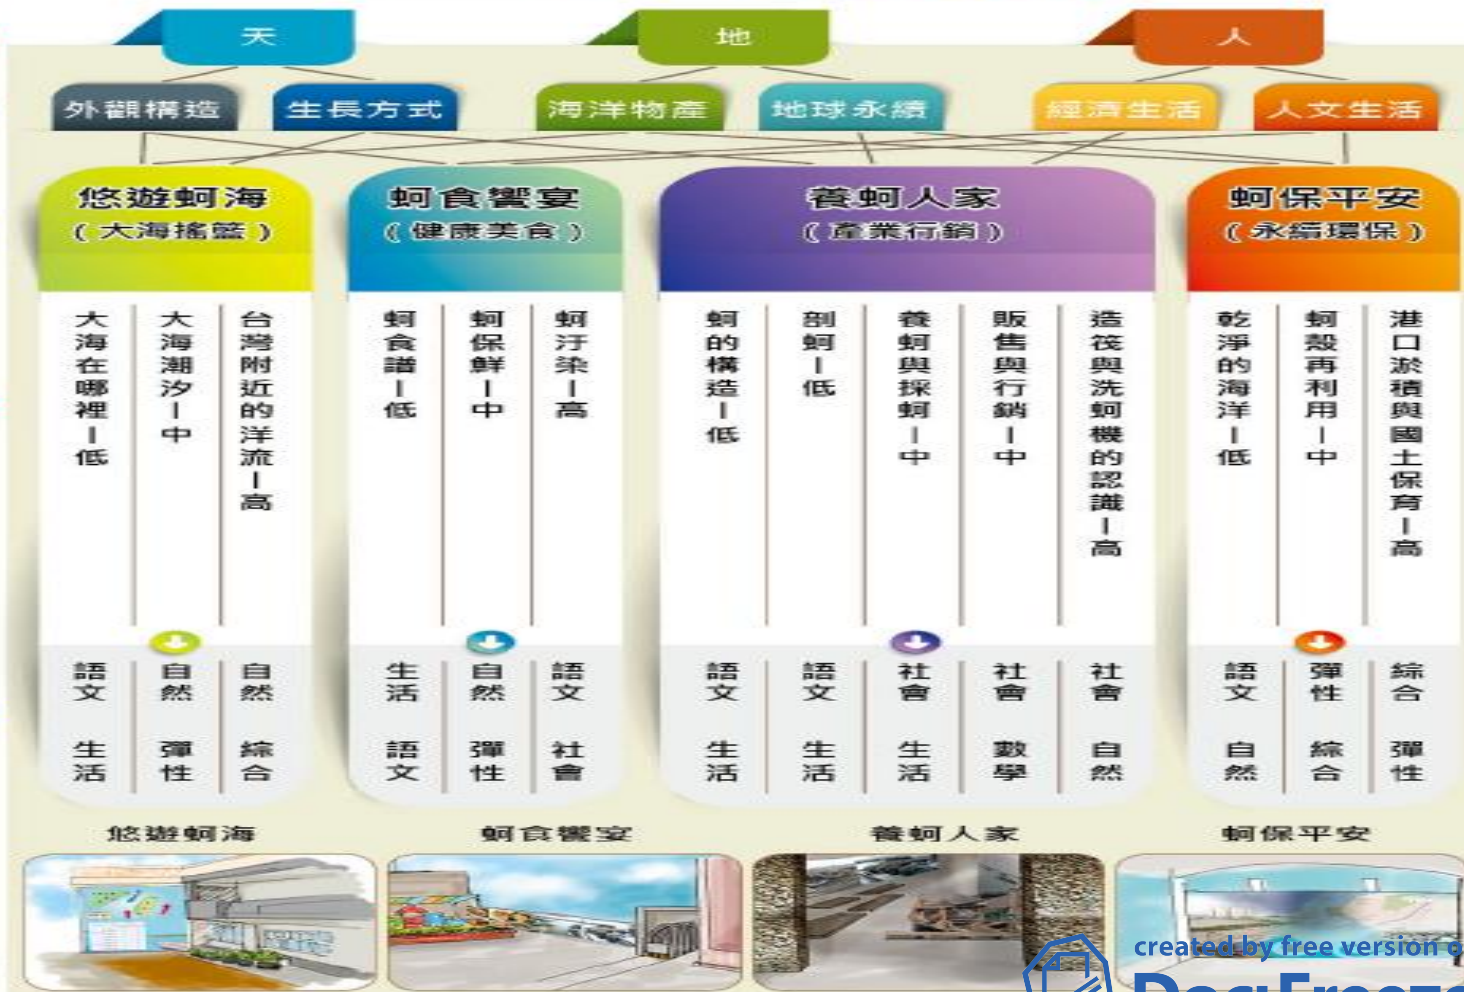 天
地
人
外觀構造
生長方式
海洋物產
地球永續
經濟生活
人文生活
悠遊蚵海
(大海搖籃)
大海在哪裡－低
大海潮汐－中
台灣附近的洋流－高
語文 生活
自然 彈性
自然 綜合
蚵食饗宴
(健康美食)
蚵食譜－低
蚵保鮮－中
蚵汙染－高
生活 語文
自然 彈性
語文 社會
養蚵人家
(產業行銷)
蚵的構造－低
剖蚵－低
養蚵與採蚵－中
販售與行銷－中
造筏與洗蚵機的認識－高
語文 生活
語文 生活
社會 生活
社會 數學
社會 自然
蚵保平安
(永續環保)
乾淨的海洋－低
蚵殼再利用－中
港口淤積與國土保育－高
語文 自然
彈性 綜合
綜合 彈性
悠遊蚵海
蚵食饗宴
養蚵人家
蚵保平安
created by free version o